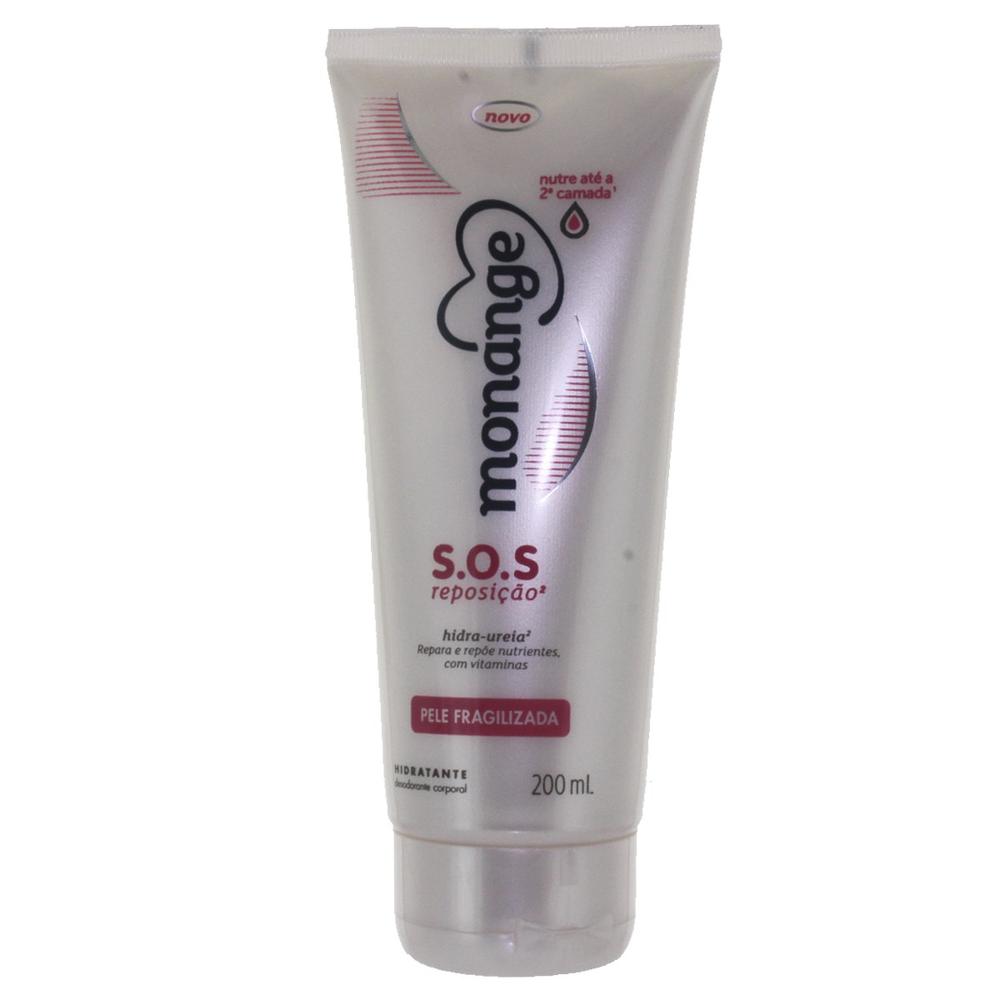 novo
nutre até a
2ª camada¹
monange
S.O.S
reposição²
hidra-ureia²
Repara e repõe nutrientes,
com vitaminas
PELE FRAGILIZADA
HIDRATANTE
desodorante corporal
200 mL